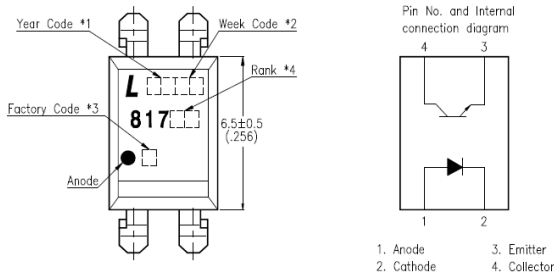 Year Code *1
Week Code *2
L
Rank *4
817
Factory Code *3
6.5±0.5
(.256)
Anode
Pin No. and Internal
connection diagram
4 3
1 2
1. Anode 3. Emitter
2. Cathode 4. Collector